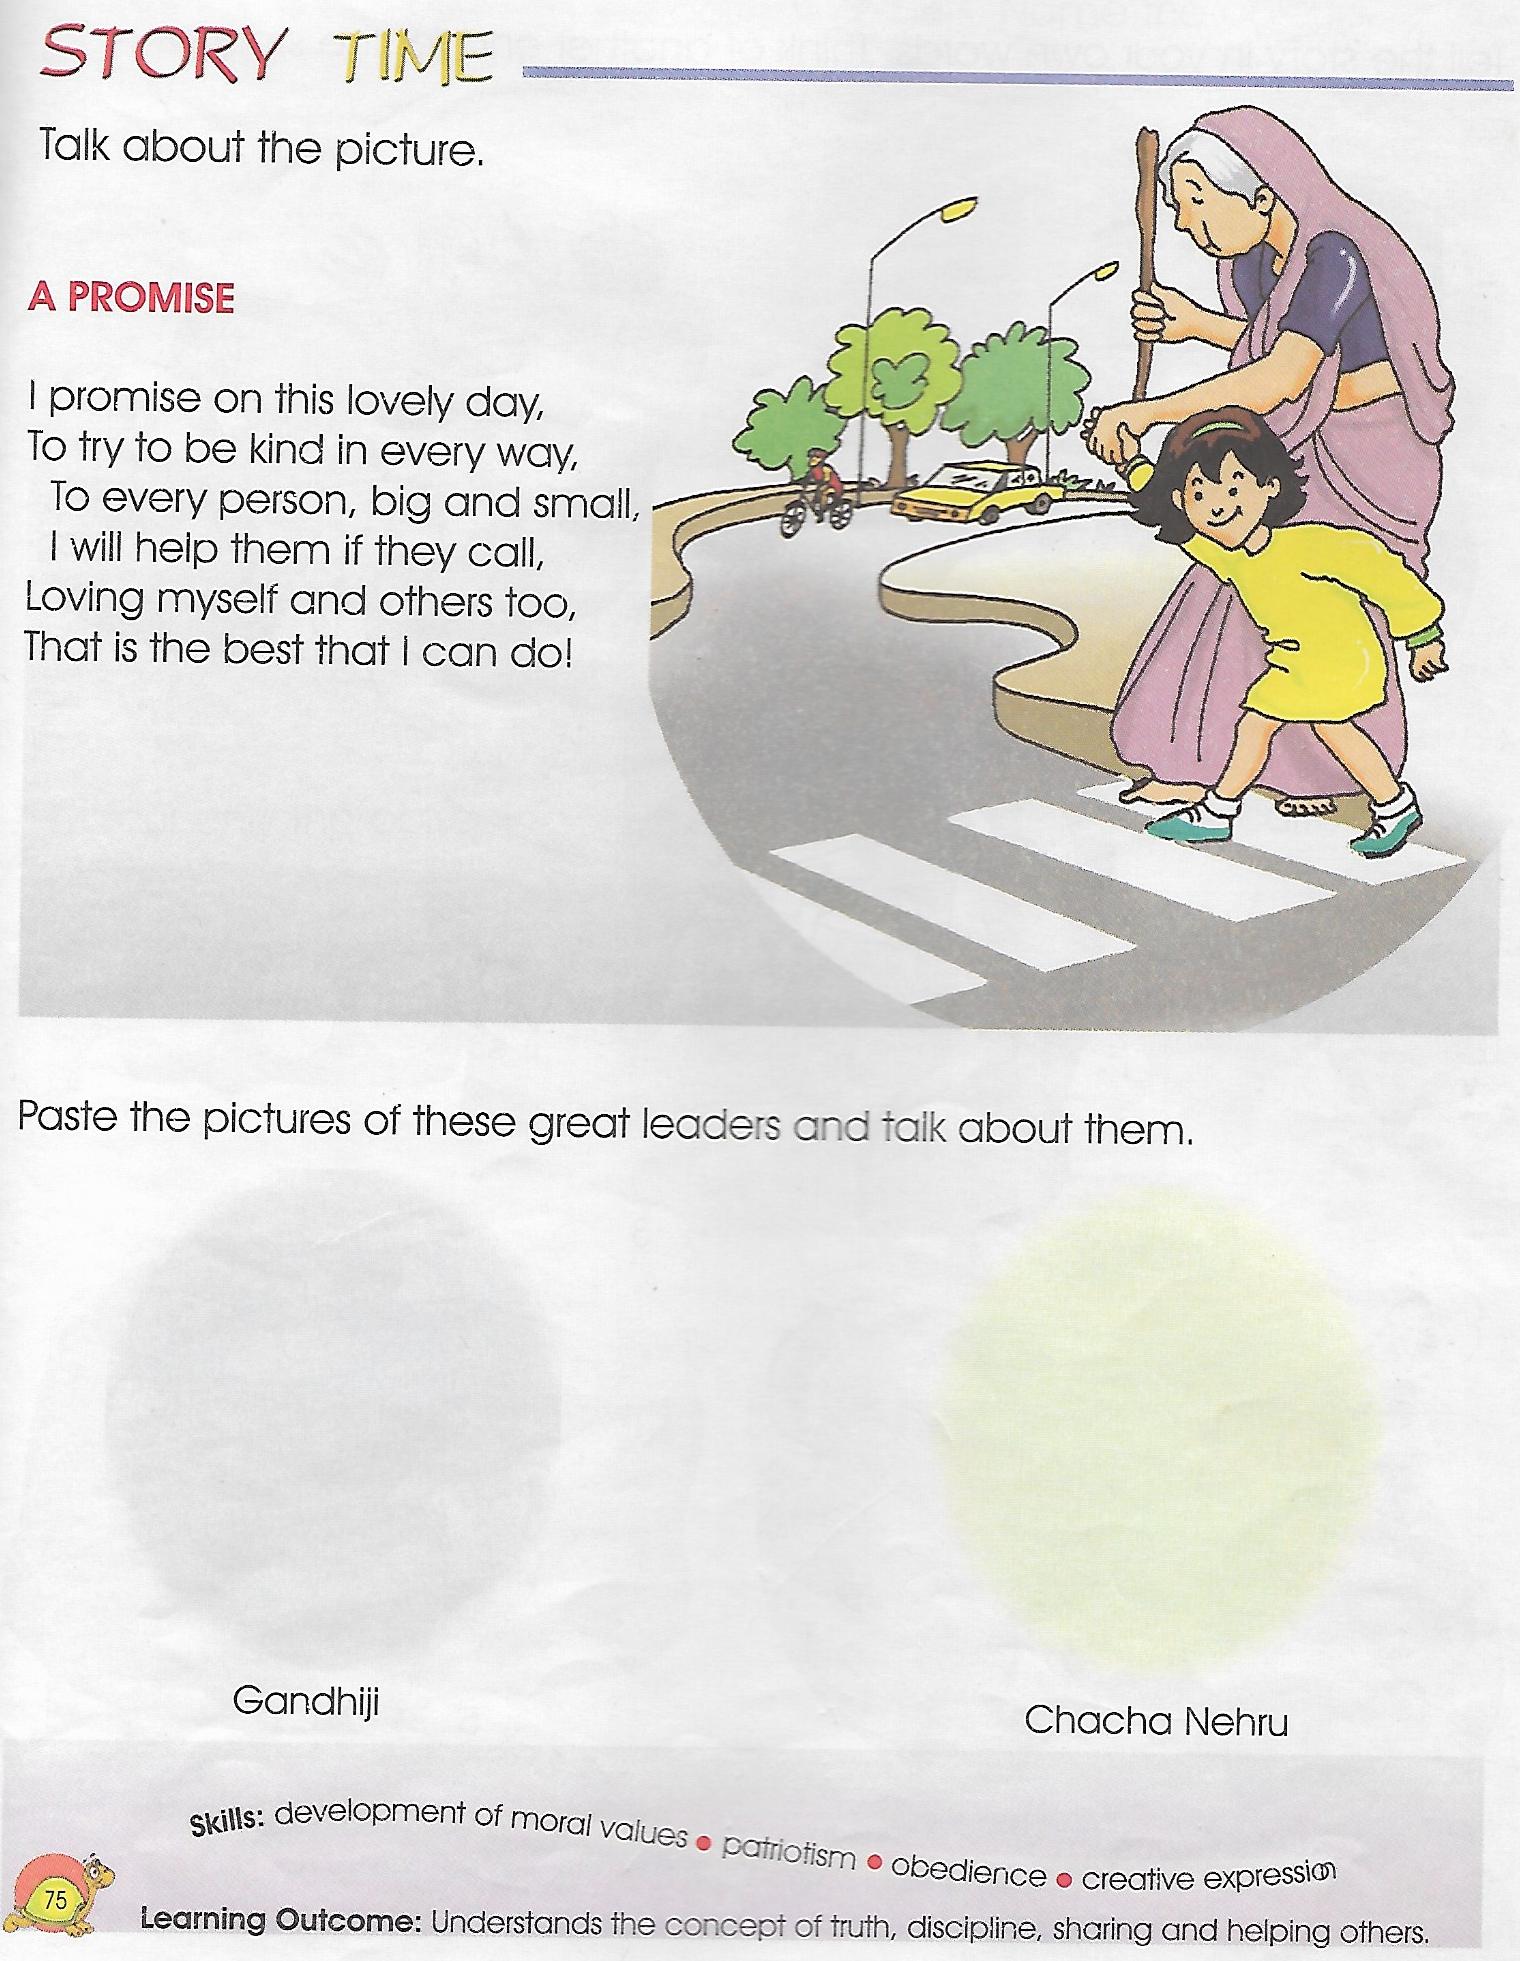 STORY TIME
Talk about the picture.
A PROMISE
I promise on this lovely day,
To try to be kind in every way,
To every person, big and small,
I will help them if they call,
Loving myself and others too,
That is the best that I can do!
Paste the pictures of these great leaders and talk about them.
Gandhiji
Chacha Nehru
Skills: development of moral values • patriotism • obedience • creative expression
75
Learning Outcome: Understands the concept of truth, discipline, sharing and helping others.